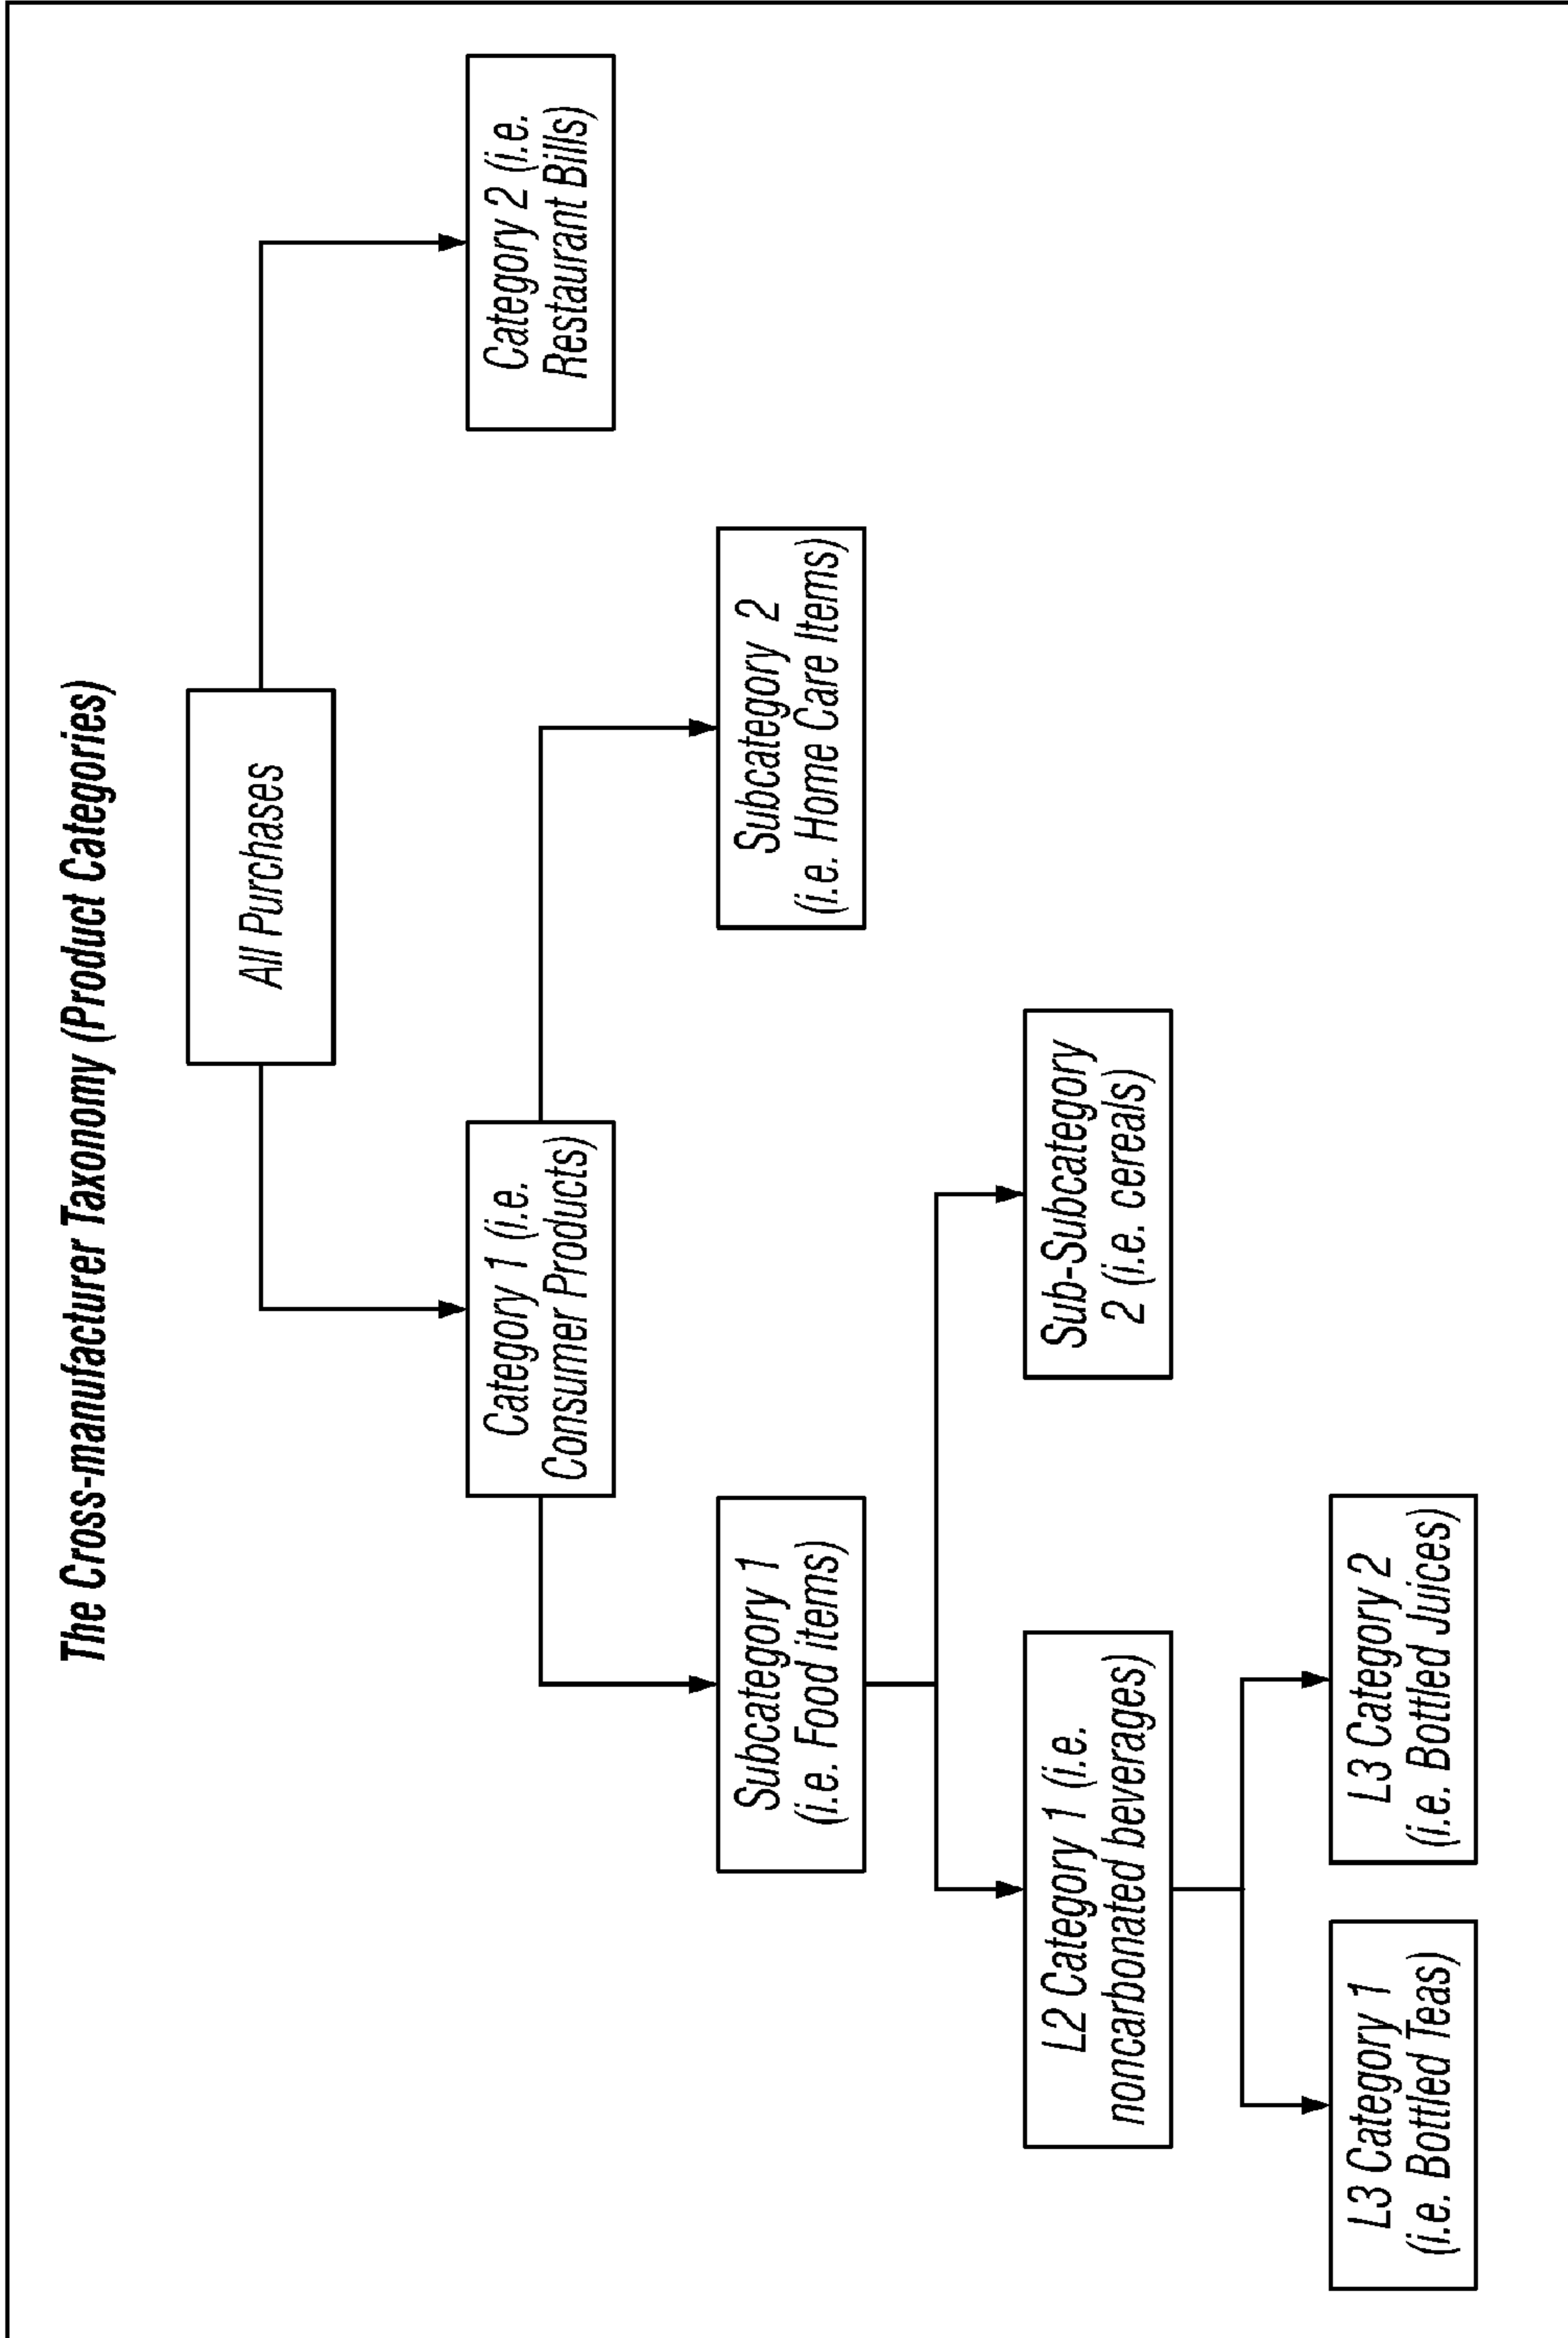 The Cross-manufacturer Taxonomy (Product Categories)
All Purchases
Category 1 (i.e.
Consumer Products)
Category 2 (i.e.
Restaurant Bills)
Subcategory 1
(i.e. Food items)
Subcategory 2
(i.e. Home Care Items)
L2 Category 1 (i.e.
noncarbonated beverages)
Sub-Subcategory
2 (i.e. cereals)
L3 Category 1
(i.e. Bottled Teas)
L3 Category 2
(i.e. Bottled Juices)